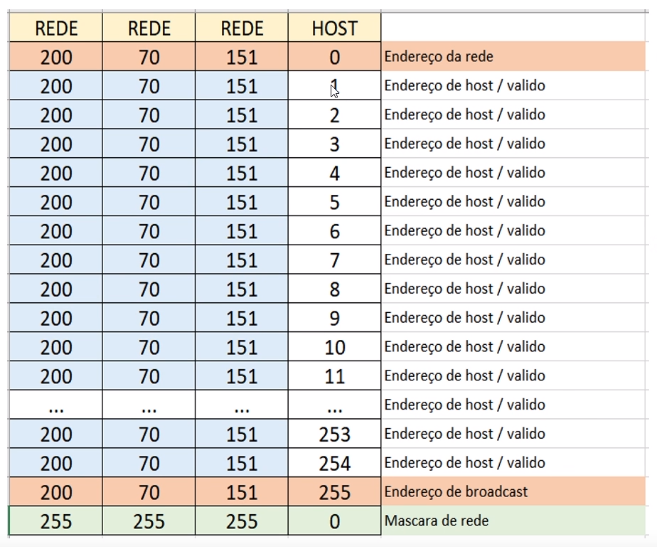 REDE REDE REDE HOST
200 70 151 0 Endereço da rede
200 70 151 1 Endereço de host / valido
200 70 151 2 Endereço de host / valido
200 70 151 3 Endereço de host / valido
200 70 151 4 Endereço de host / valido
200 70 151 5 Endereço de host / valido
200 70 151 6 Endereço de host / valido
200 70 151 7 Endereço de host / valido
200 70 151 8 Endereço de host / valido
200 70 151 9 Endereço de host / valido
200 70 151 10 Endereço de host / valido
200 70 151 11 Endereço de host / valido
... ... ... ... Endereço de host / valido
200 70 151 253 Endereço de host / valido
200 70 151 254 Endereço de host / valido
200 70 151 255 Endereço de broadcast
255 255 255 0 Mascara de rede